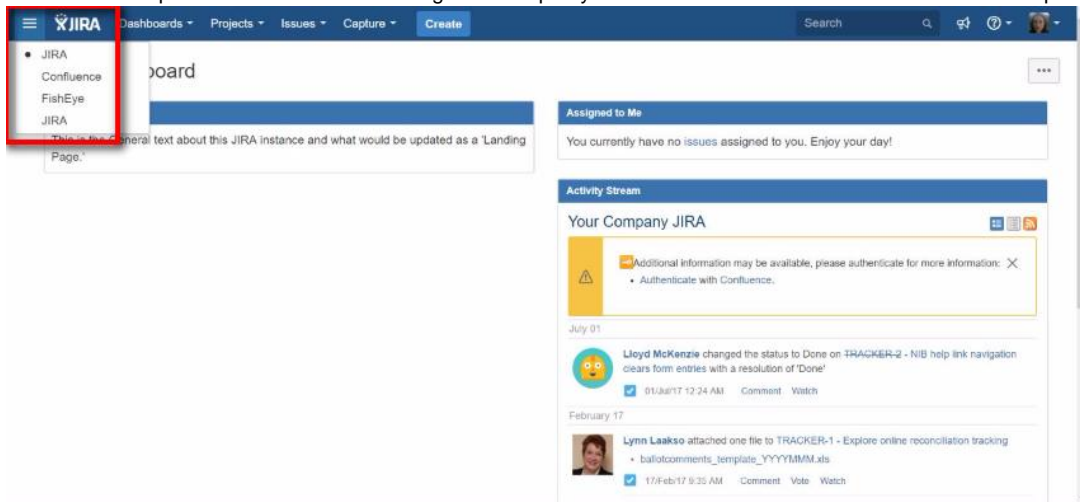 JIRA Dashboards Projects Issues Capture Create Search
JIRA
Confluence
FishEye
JIRA
board
This is the General text about this JIRA instance and what would be updated as a 'Landing
Page.'
Assigned to Me
You currently have no issues assigned to you. Enjoy your day!
Activity Stream
Your Company JIRA
Additional information may be available, please authenticate for more information:
• Authenticate with Confluence.
July 01
Lloyd McKenzie changed the status to Done on TRACKER-2 - NIB help link navigation
clears form entries with a resolution of 'Done'
01/Jul/17 12:24 AM Comment Watch
February 17
Lynn Laakso attached one file to TRACKER-1 - Explore online reconciliation tracking
• ballotcomments_template_YYYYMMM.xls
17/Feb/17 9:35 AM Comment Vote Watch